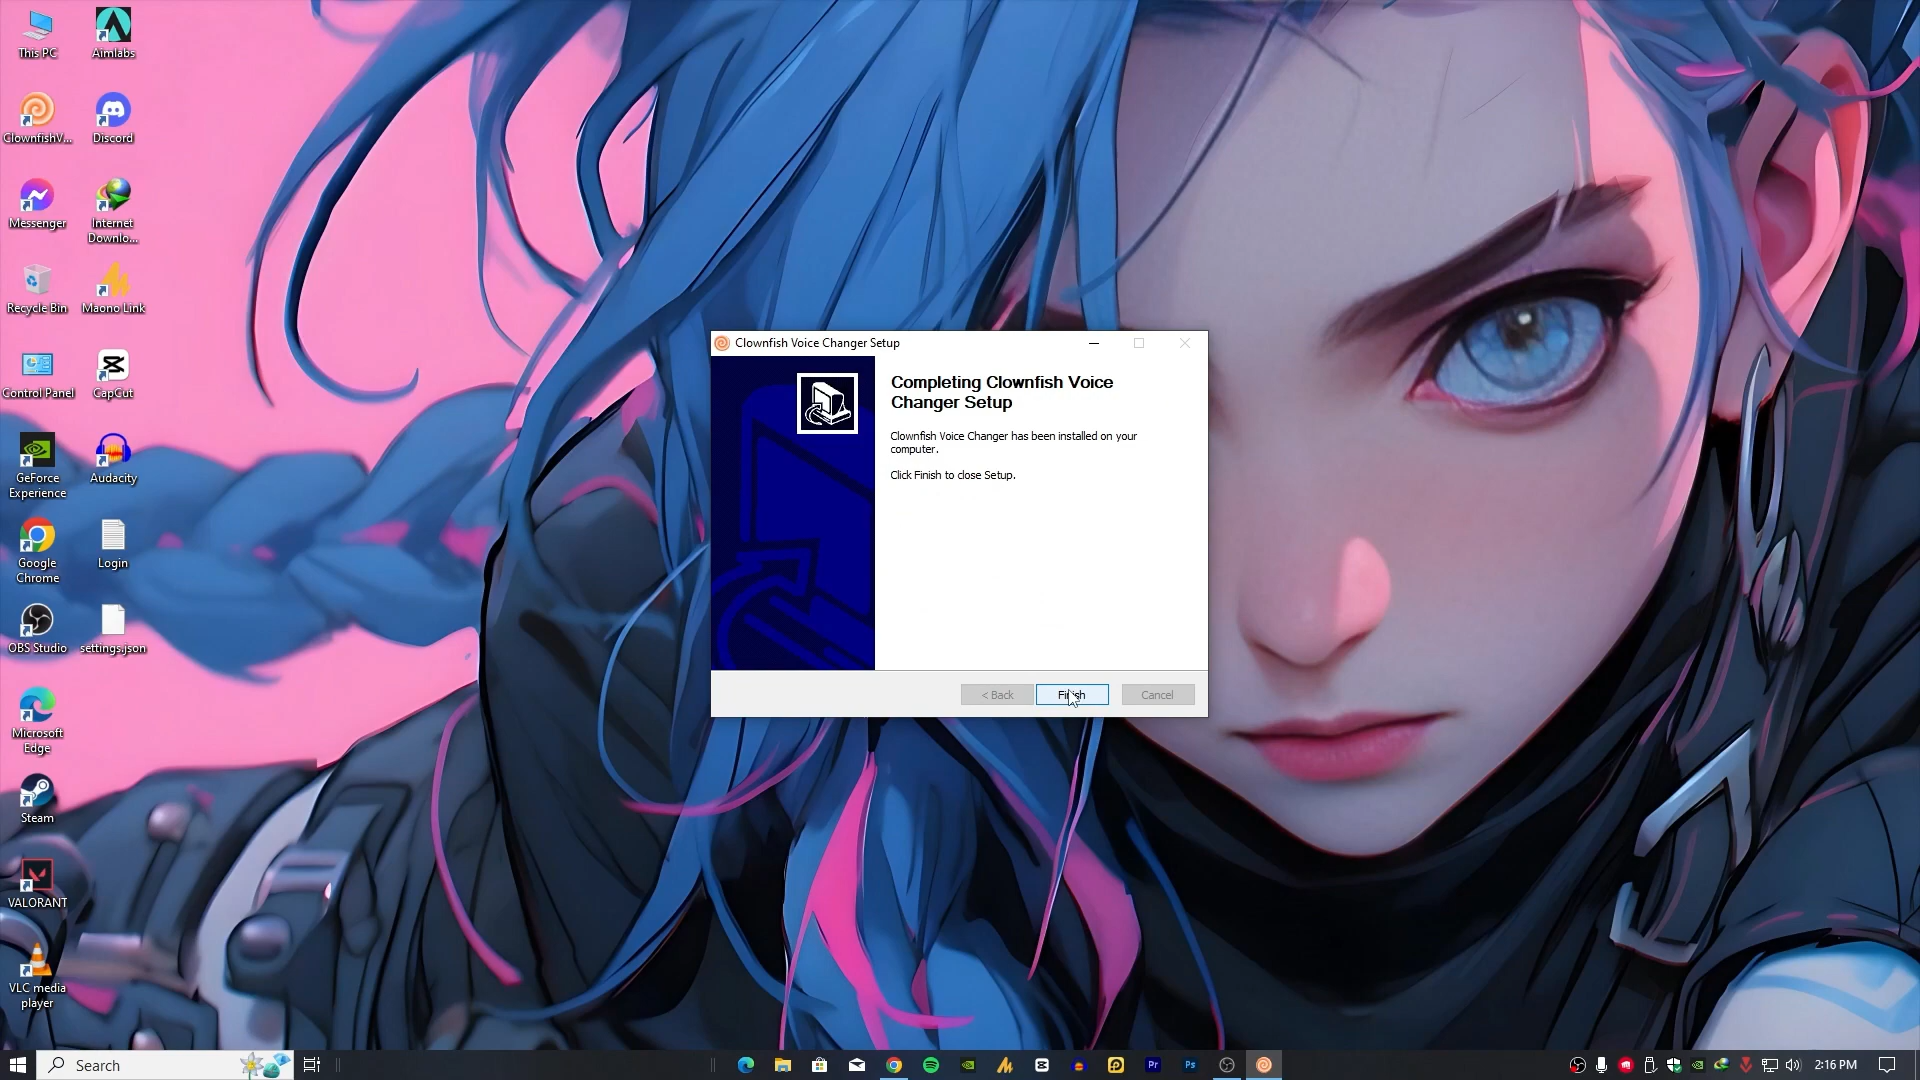 This PC
Aimlabs
ClownfishV...
Discord
Messenger
Internet
Downlo...
Recycle Bin
Maono Link
Control Panel
CapCut
GeForce
Experience
Audacity
Google
Chrome
Login
OBS Studio
settings.json
Microsoft
Edge
Steam
VALORANT
VLC media
player
Clownfish Voice Changer Setup
Completing Clownfish Voice
Changer Setup
Clownfish Voice Changer has been installed on your
computer.
Click Finish to close Setup.
< Back
Finish
Cancel
Search
Pr
Ps
2:16 PM